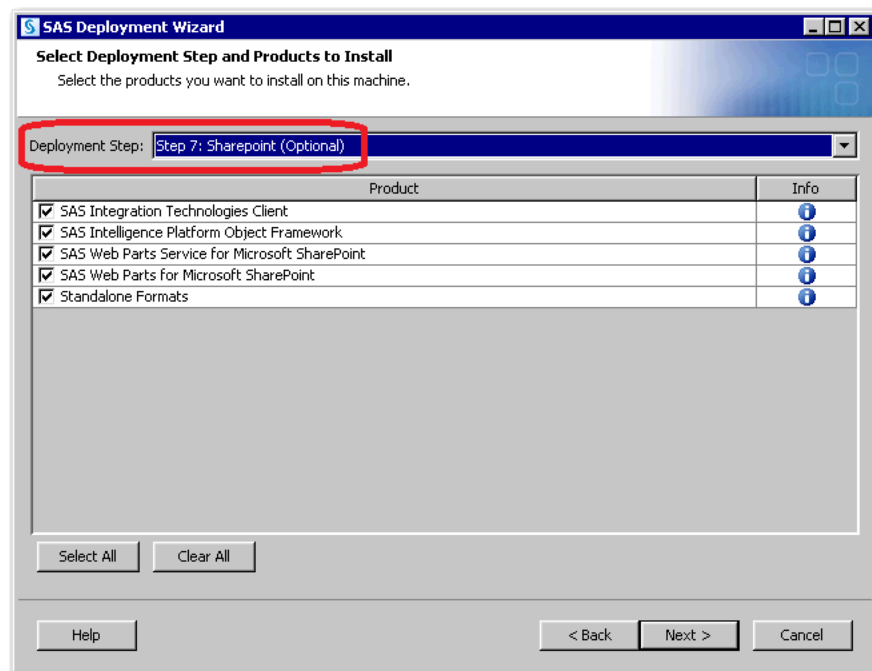 SAS Deployment Wizard
Select Deployment Step and Products to Install
Select the products you want to install on this machine.
Deployment Step: Step 7: Sharepoint (Optional)
Product Info
SAS Integration Technologies Client
SAS Intelligence Platform Object Framework
SAS Web Parts Service for Microsoft SharePoint
SAS Web Parts for Microsoft SharePoint
Standalone Formats
Select All Clear All
Help < Back Next > Cancel